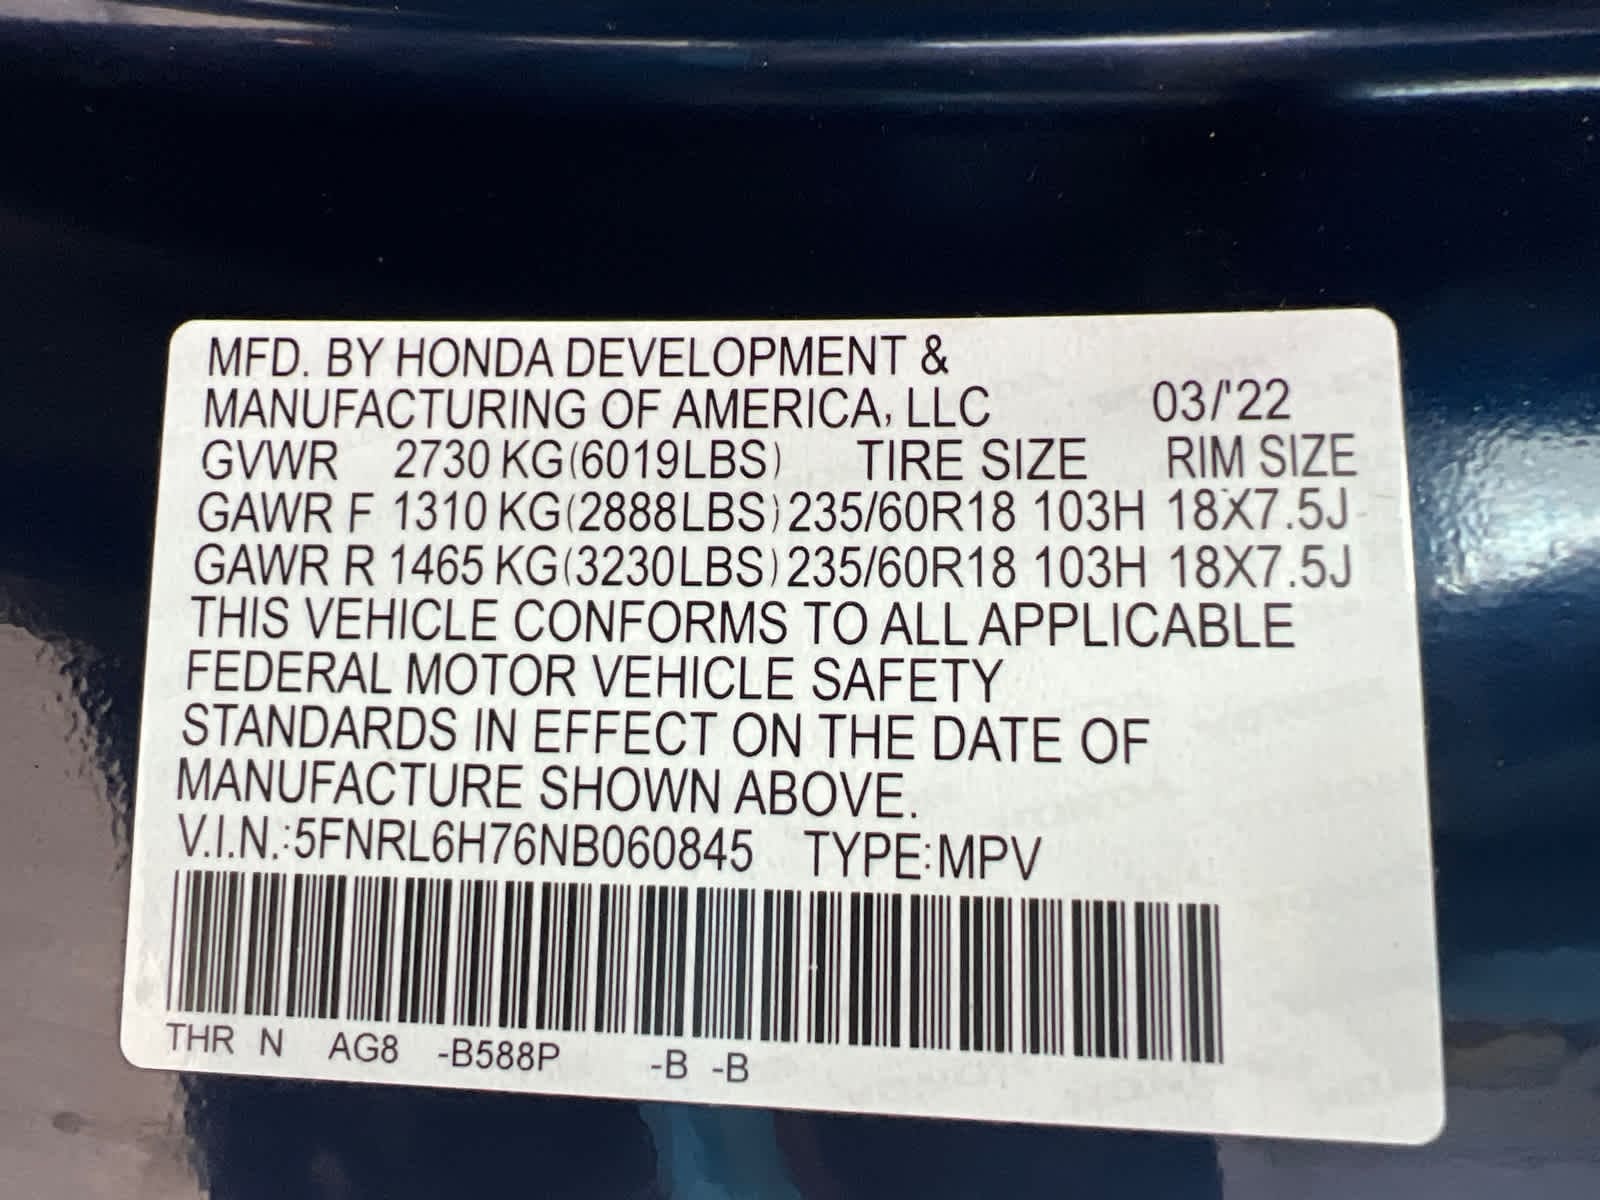 MFD. BY HONDA DEVELOPMENT &
MANUFACTURING OF AMERICA, LLC 03/'22
GVWR 2730 KG(6019LBS) TIRE SIZE RIM SIZE
GAWR F 1310 KG(2888LBS) 235/60R18 103H 18X7.5J
GAWR R 1465 KG(3230LBS) 235/60R18 103H 18X7.5J
THIS VEHICLE CONFORMS TO ALL APPLICABLE
FEDERAL MOTOR VEHICLE SAFETY
STANDARDS IN EFFECT ON THE DATE OF
MANUFACTURE SHOWN ABOVE.
V.I.N.:5FNRL6H76NB060845 TYPE:MPV
THR N AG8 -B588P -B -B